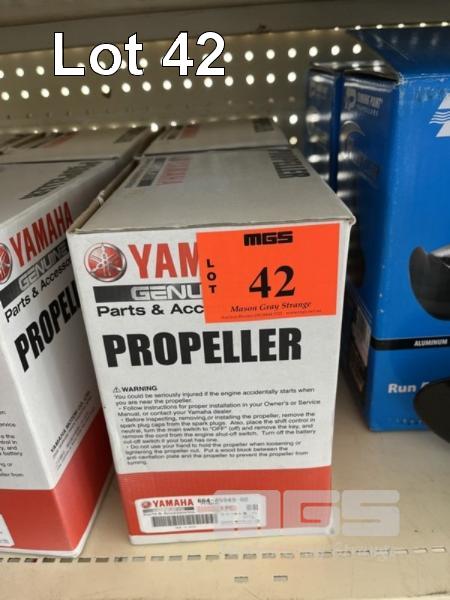 Lot 42
YAMAHA
GENUINE
Parts & Accesso
PROPELLER
MGS
LOT
42
Mason Gray Strange
YAM
GENU
Parts & Acc
PROPELLER
WARNING
You could be seriously injured if the engine accidentally starts when
you are near the propeller.
- Follow instructions for proper installation in your Owner's or Service
Manual, or contact your Yamaha dealer.
- Before inspecting, removing or installing the propeller, remove the
spark plug caps from the spark plugs. Also, place the shift control in
neutral, turn the main switch to "OFF" (off) and remove the key, and
remove the cord from the engine shut-off switch. Turn off the battery
cut-off switch if your boat has one.
- Do not use your hand to hold the propeller when loosening or
tightening the propeller nut. Put a wood block between the
anti-cavitation plate and the propeller to prevent the propeller from
turning.
YAMAHA
GENUINE
Parts & Accessories
MGS
TURNING POINT
ALUMINUM
Run